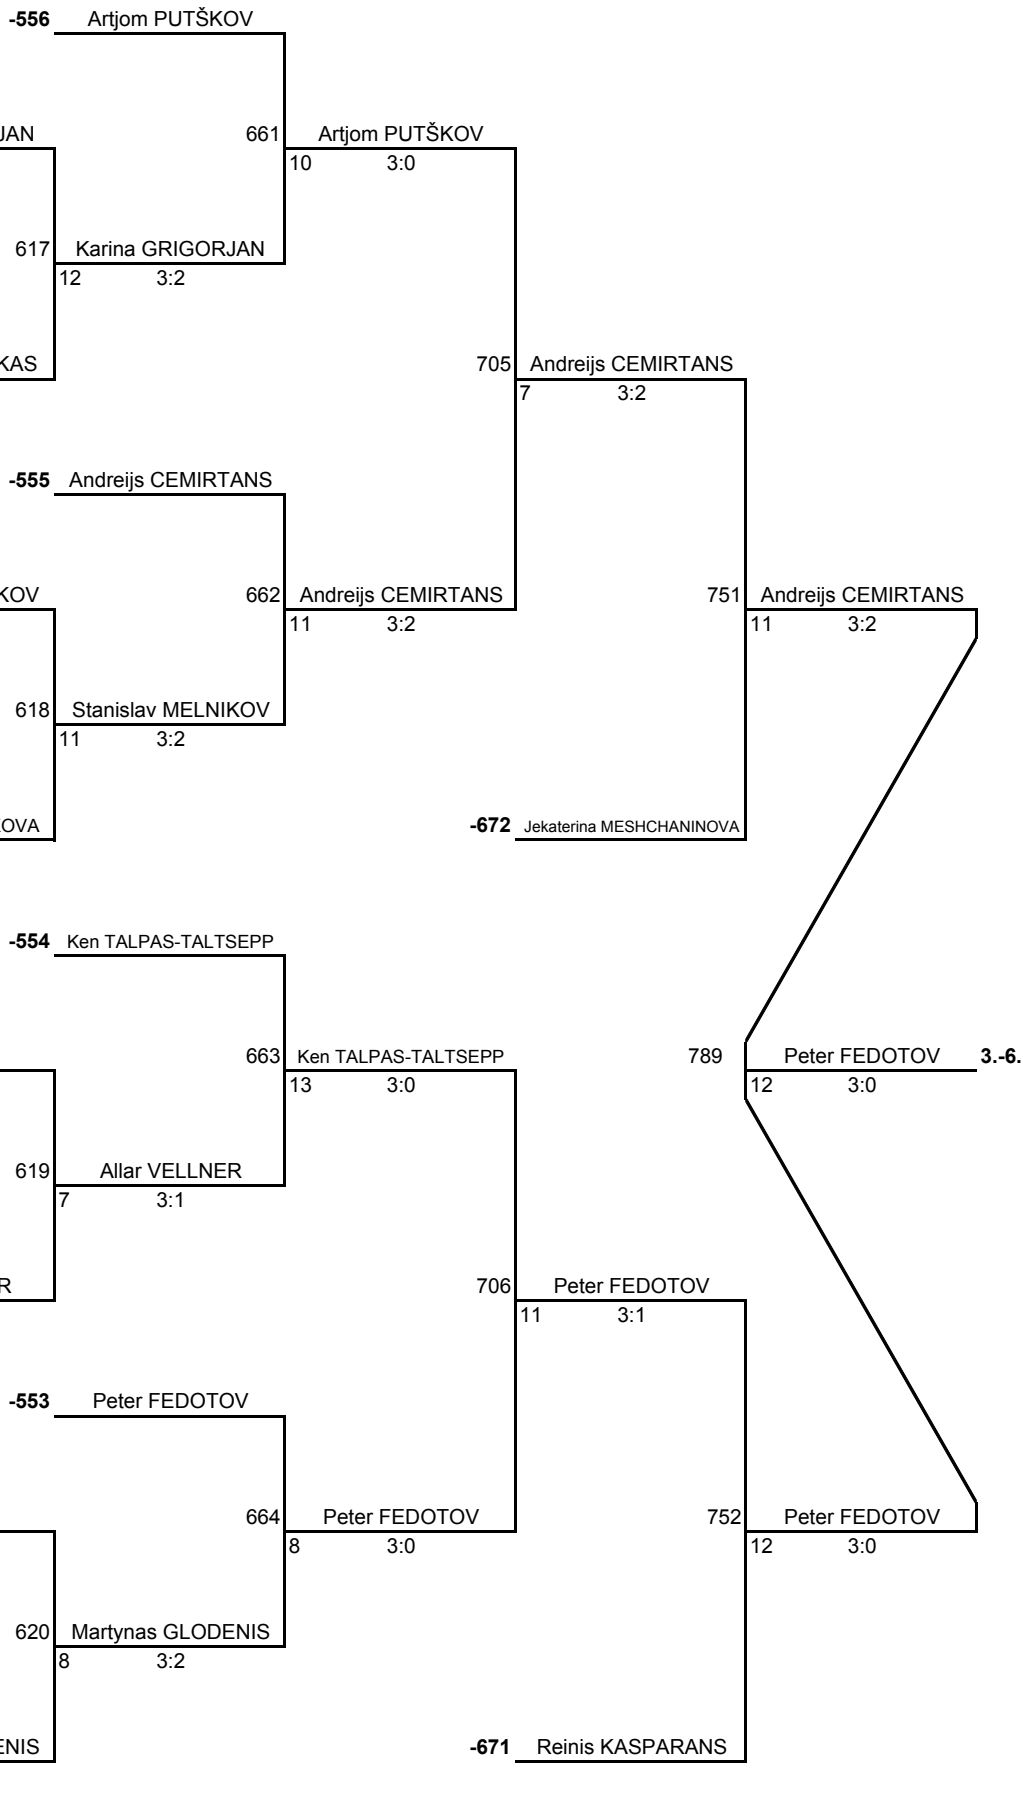 -556 Artjom PUTŠKOV
JAN 661 Artjom PUTŠKOV
10 3:0
617 Karina GRIGORJAN
12 3:2
KAS 705 Andreijs CEMIRTANS
7 3:2
-555 Andreijs CEMIRTANS
KOV 662 Andreijs CEMIRTANS 751 Andreijs CEMIRTANS
11 3:2 11 3:2
618 Stanislav MELNIKOV
11 3:2
OVA -672 Jekaterina MESHCHANINOVA
-554 Ken TALPAS-TALTSEPP
663 Ken TALPAS-TALTSEPP 789 Peter FEDOTOV 3.-6.
13 3:0 12 3:0
619 Allar VELLNER
7 3:1
R 706 Peter FEDOTOV
11 3:1
-553 Peter FEDOTOV
664 Peter FEDOTOV 752 Peter FEDOTOV
8 3:0 12 3:0
620 Martynas GLODENIS
8 3:2
ENIS -671 Reinis KASPARANS